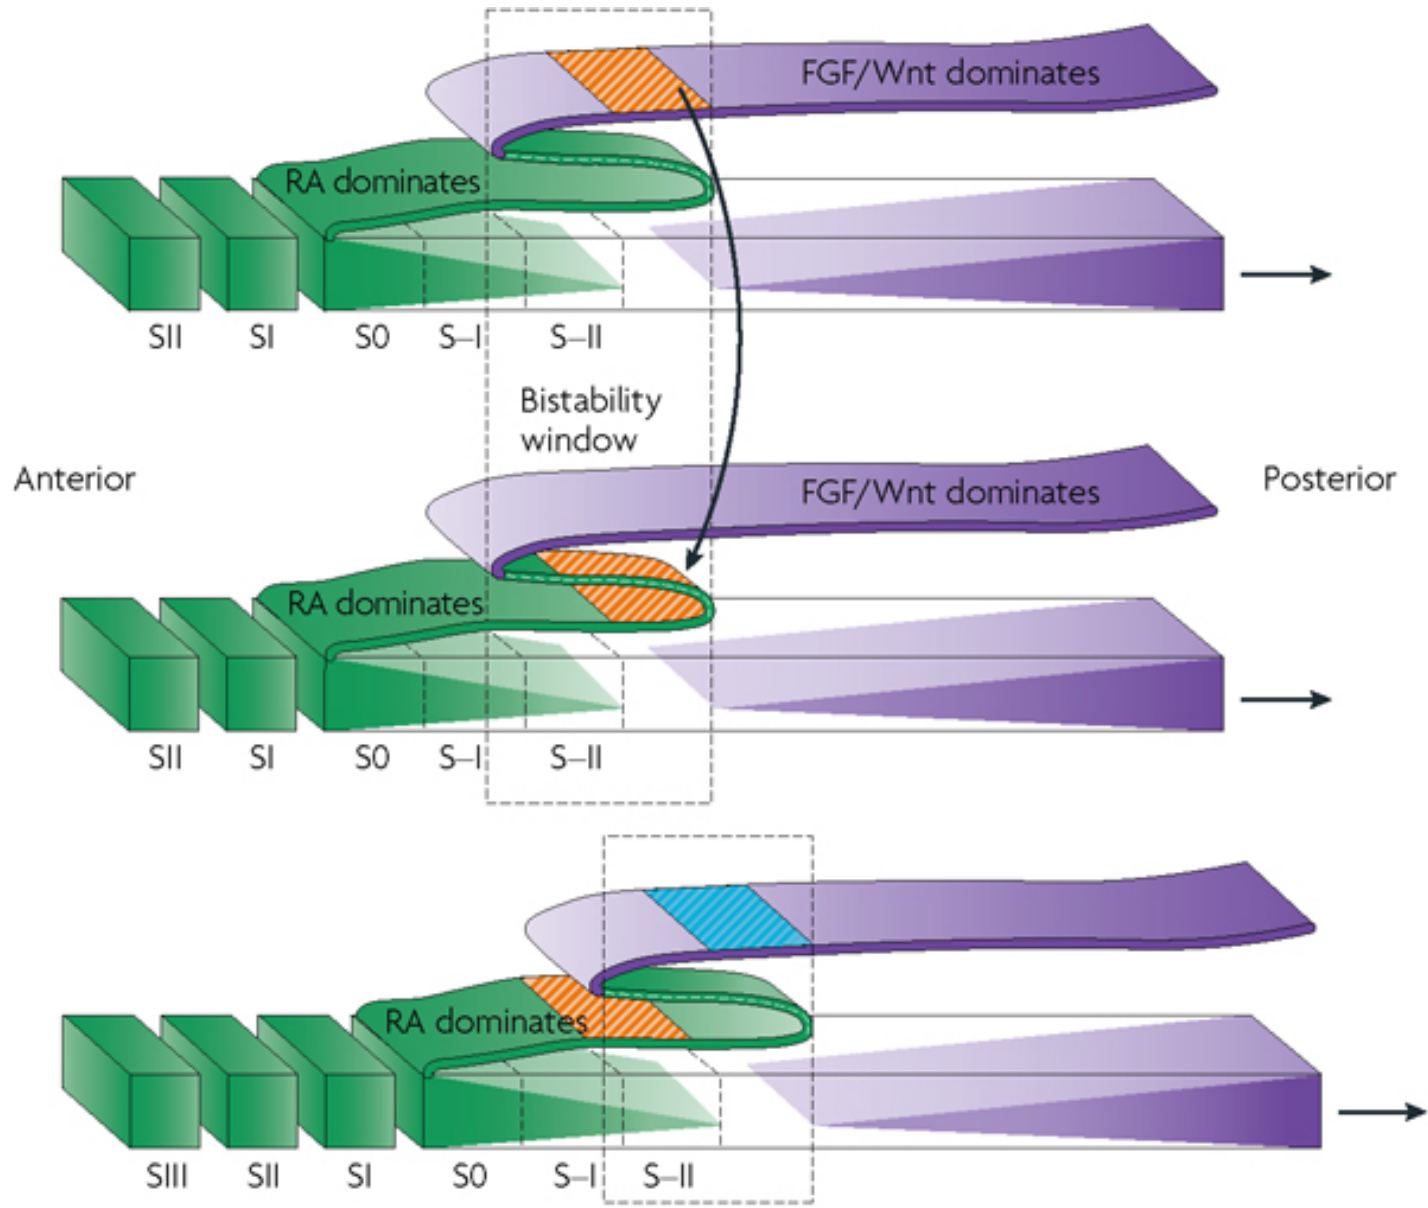 FGF/Wnt dominates
RA dominates
SII SI S0 S–I S–II
Bistability
window
Anterior
FGF/Wnt dominates
Posterior
RA dominates
SII SI S0 S–I S–II
RA dominates
SIII SII SI S0 S–I S–II